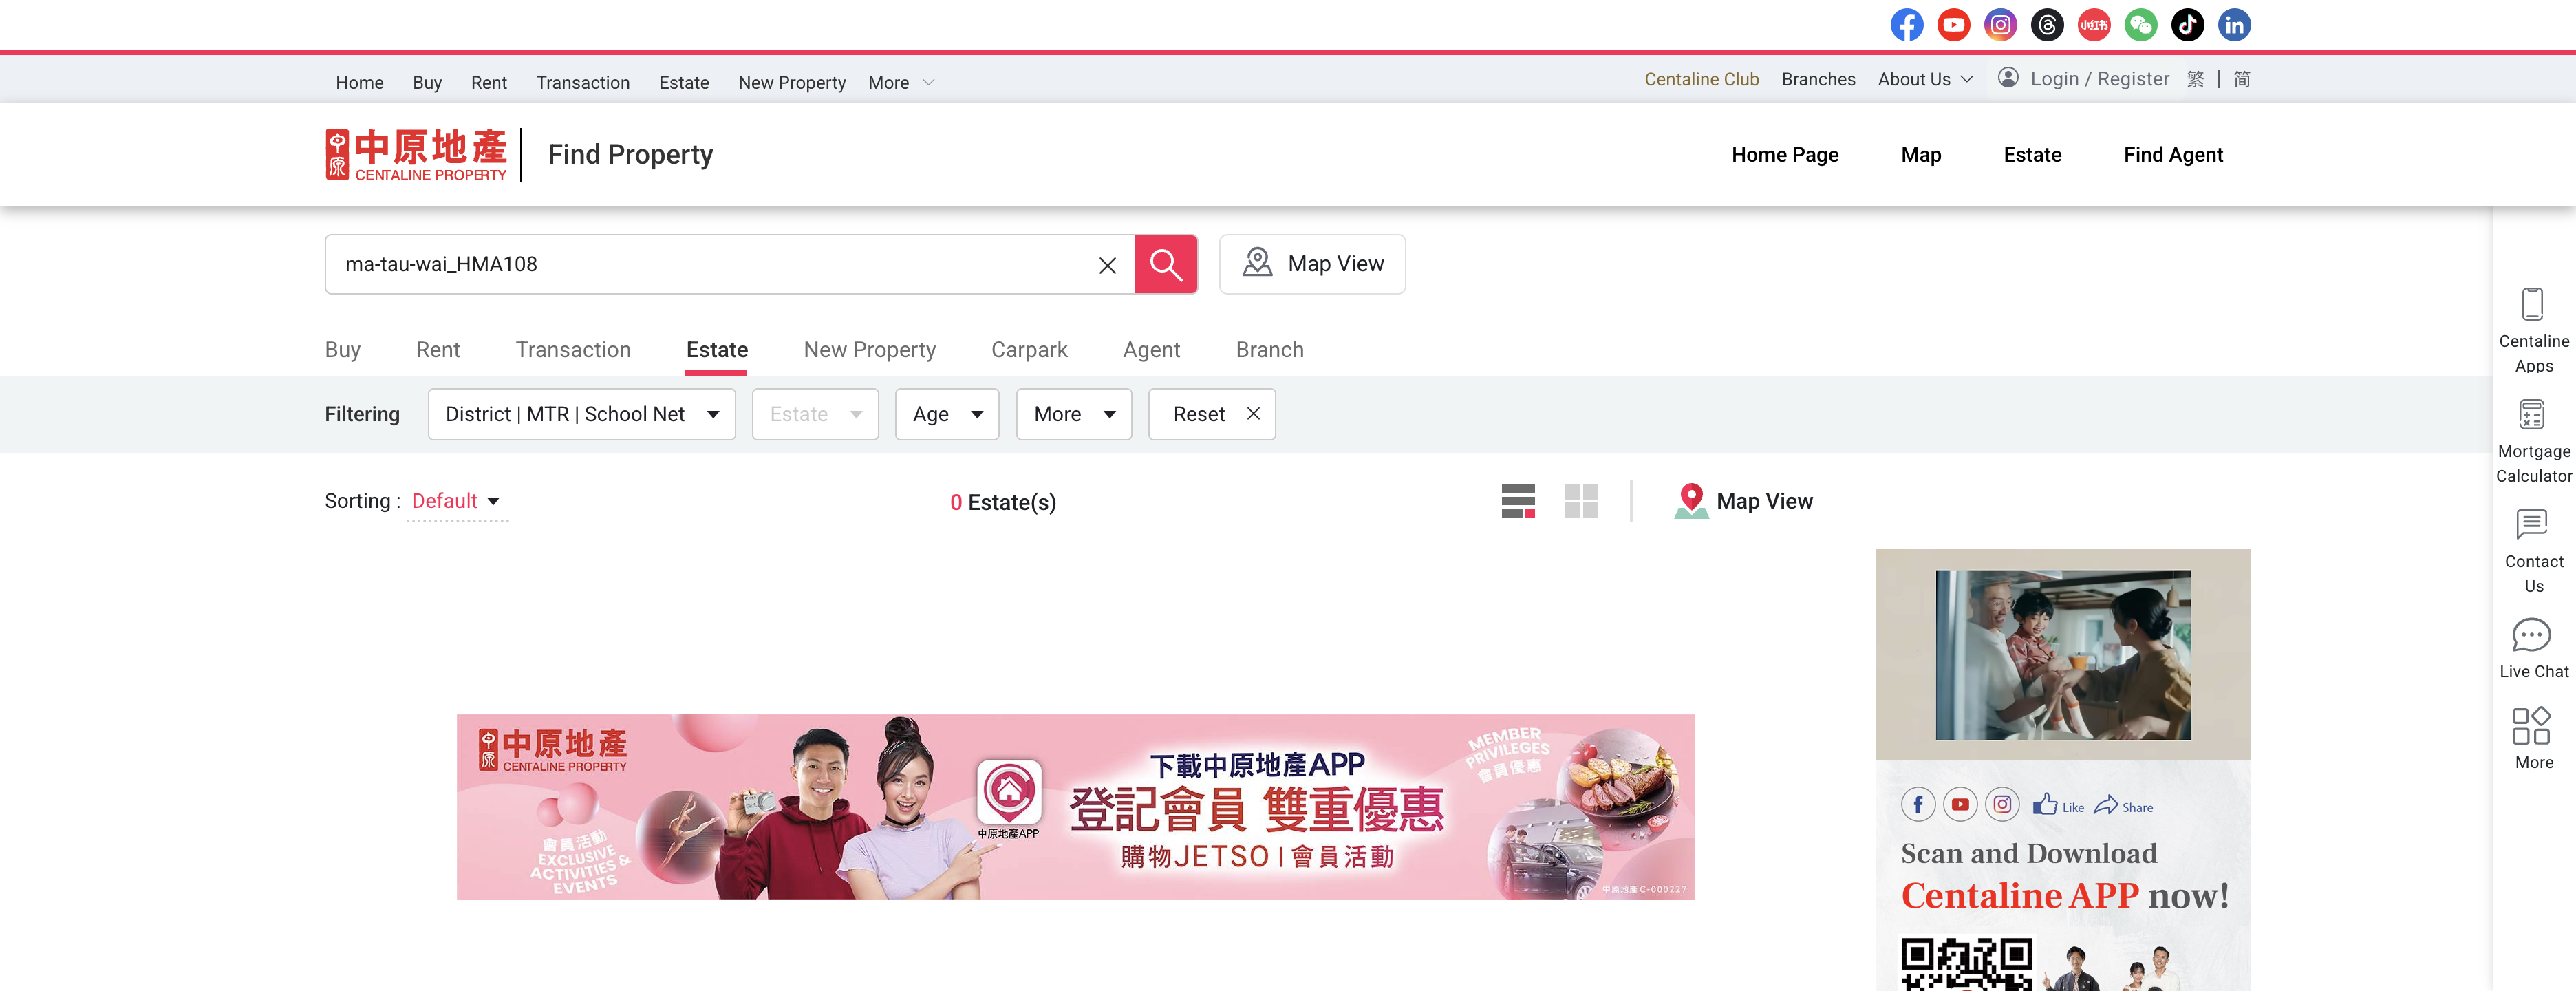 小红书
Home Buy Rent Transaction Estate New Property More
Centaline Club Branches About Us Login / Register 繁 | 简
中原 中原地產
CENTALINE PROPERTY
Find Property
Home Page Map Estate Find Agent
ma-tau-wai_HMA108
Map View
Buy Rent Transaction Estate New Property Carpark Agent Branch
Filtering District | MTR | School Net Estate Age More Reset
Sorting : Default
0 Estate(s)
Map View
中原 中原地產
CENTALINE PROPERTY
會員活動
EXCLUSIVE
ACTIVITIES &
EVENTS
中原地產APP
下載中原地產APP
登記會員 雙重優惠
購物JETSO | 會員活動
MEMBER
PRIVILEGES
會員優惠
中原地產 C-000227
Like Share
Scan and Download
Centaline APP now!
Centaline
Apps
Mortgage
Calculator
Contact
Us
Live Chat
More